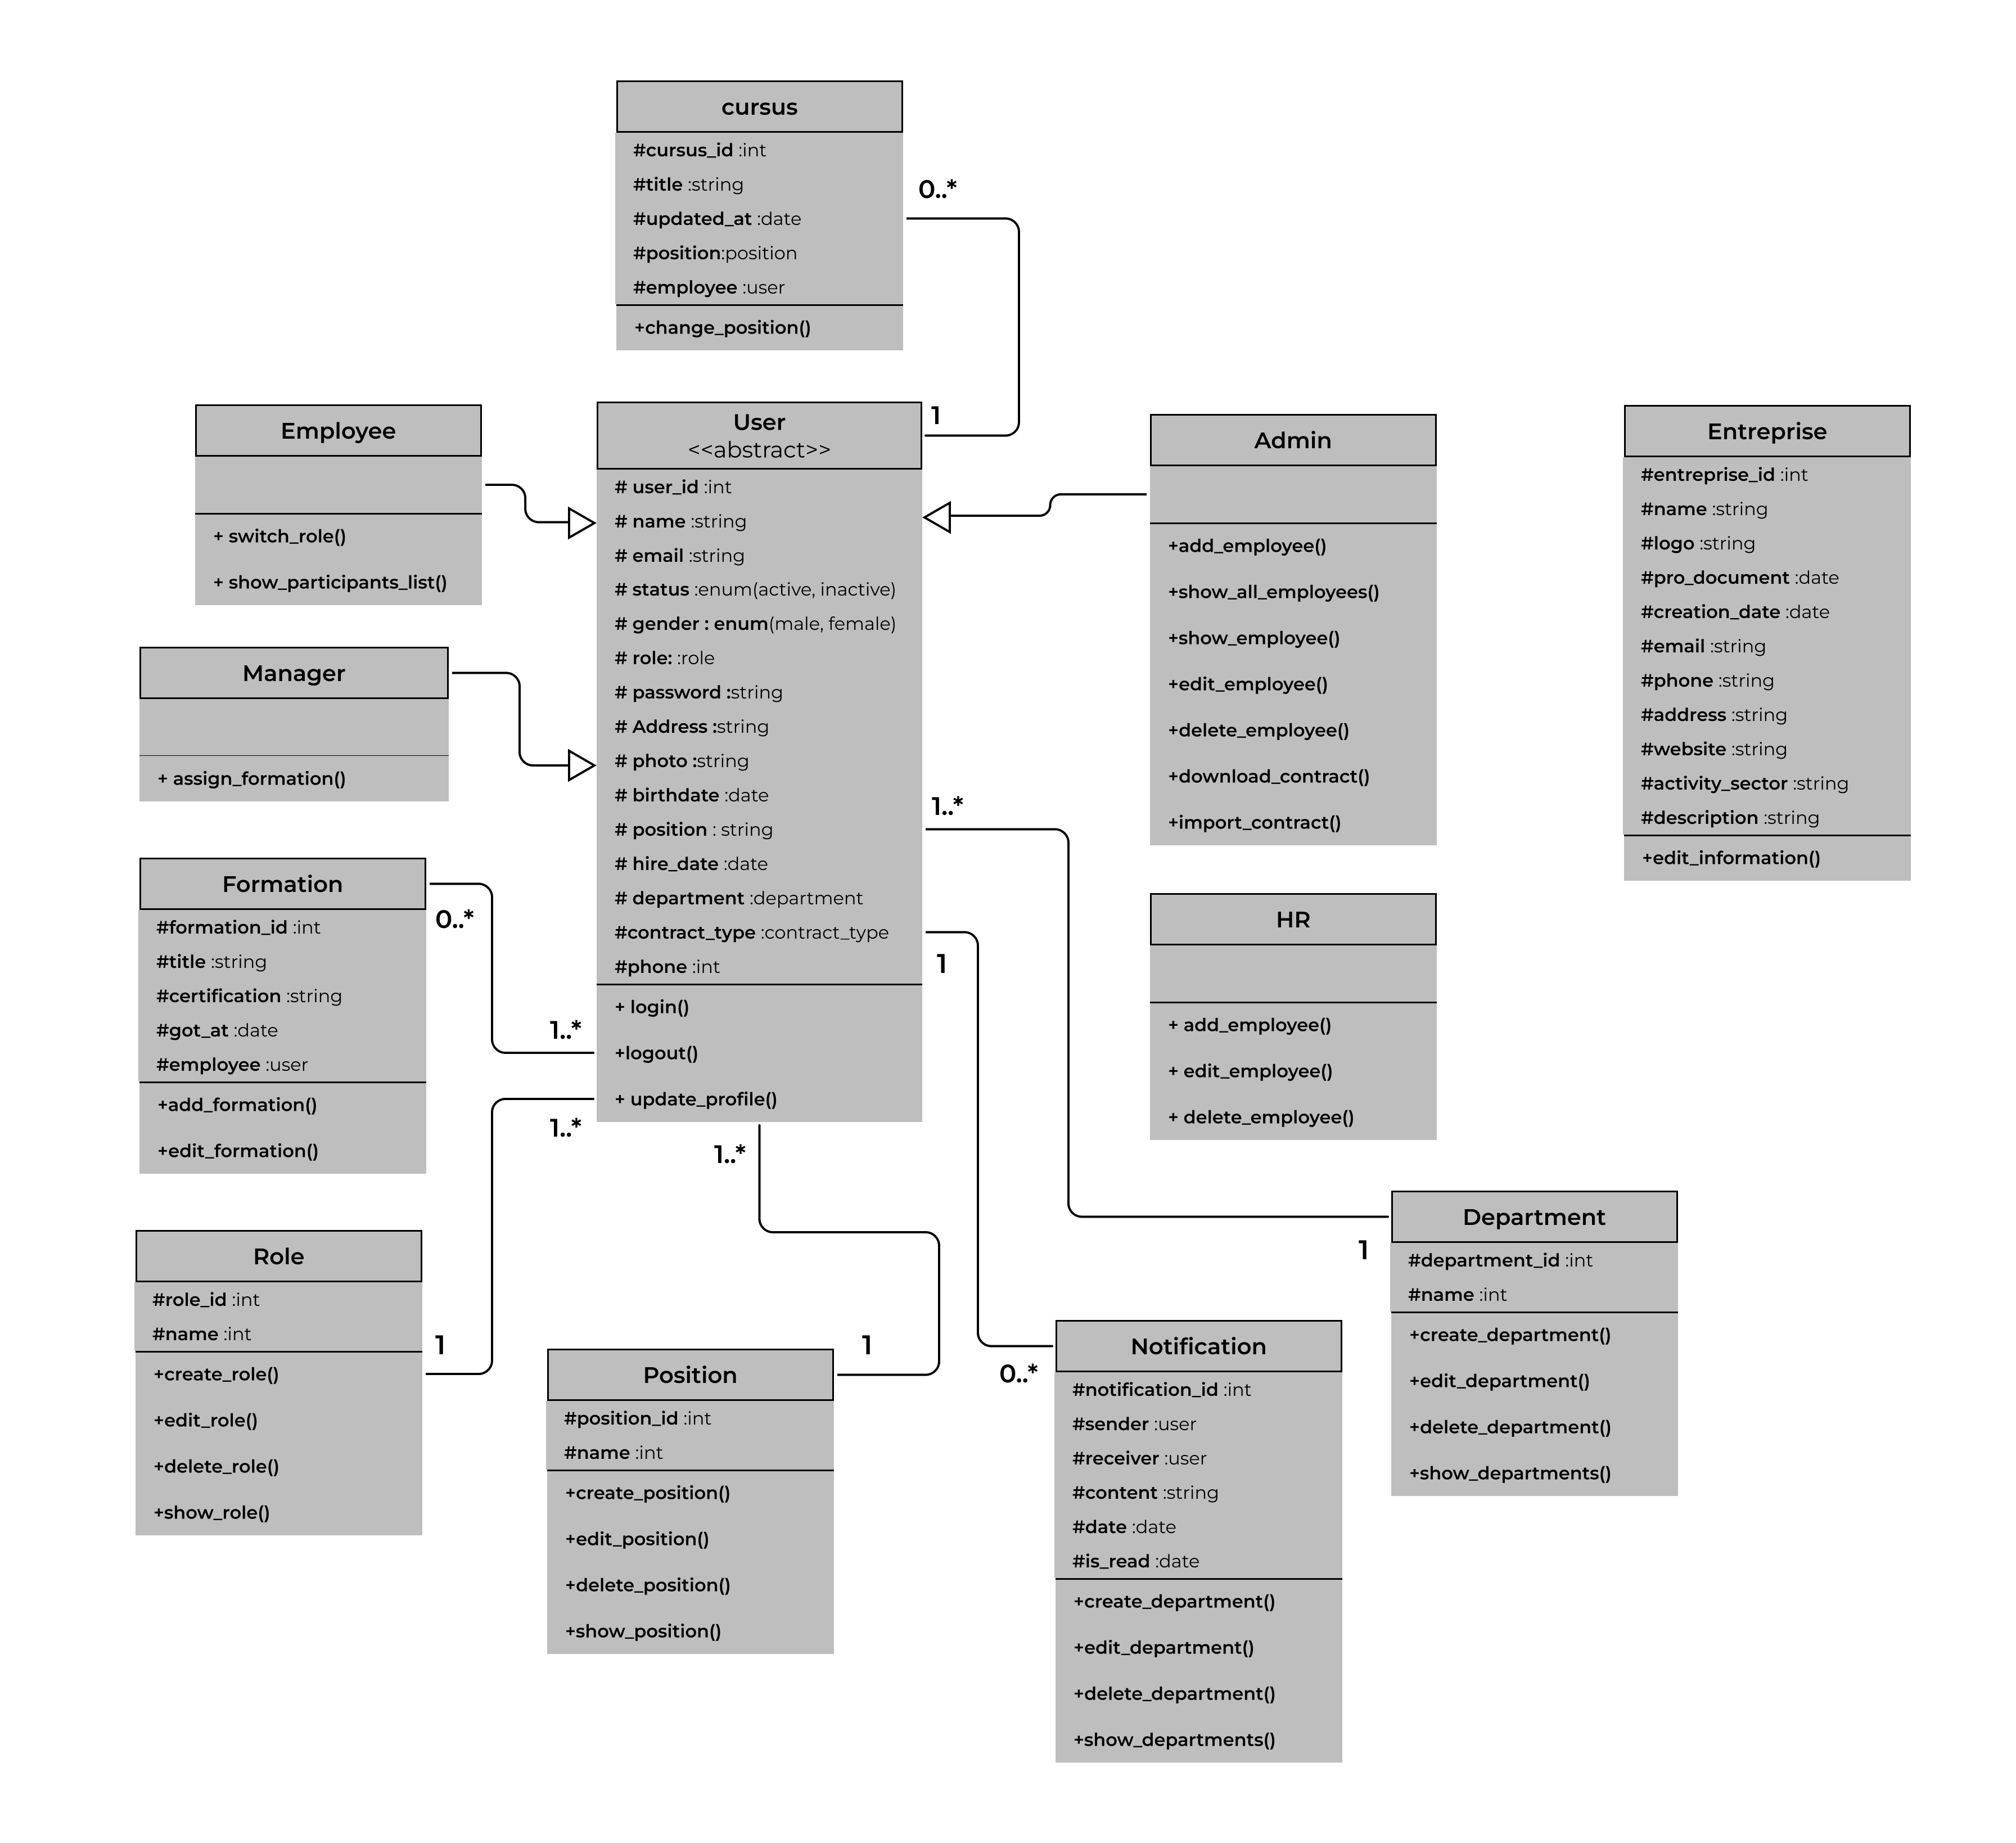 cursus
#cursus_id :int
#title :string
#updated_at :date
#position:position
#employee :user
+change_position()
0..*
1
Employee
+ switch_role()
+ show_participants_list()
User
<<abstract>>
# user_id :int
# name :string
# email :string
# status :enum(active, inactive)
# gender : enum(male, female)
# role: :role
# password :string
# Address :string
# photo :string
# birthdate :date
# position : string
# hire_date :date
# department :department
#contract_type :contract_type
#phone :int
+ login()
+logout()
+ update_profile()
Admin
+add_employee()
+show_all_employees()
+show_employee()
+edit_employee()
+delete_employee()
+download_contract()
+import_contract()
Entreprise
#entreprise_id :int
#name :string
#logo :string
#pro_document :date
#creation_date :date
#email :string
#phone :string
#address :string
#website :string
#activity_sector :string
#description :string
+edit_information()
Manager
+ assign_formation()
1..*
Formation
#formation_id :int
#title :string
#certification :string
#got_at :date
#employee :user
+add_formation()
+edit_formation()
0..*
1..*
1
HR
+ add_employee()
+ edit_employee()
+ delete_employee()
1..*
1..*
Role
#role_id :int
#name :int
+create_role()
+edit_role()
+delete_role()
+show_role()
1
Position
#position_id :int
#name :int
+create_position()
+edit_position()
+delete_position()
+show_position()
1
Notification
#notification_id :int
#sender :user
#receiver :user
#content :string
#date :date
#is_read :date
+create_department()
+edit_department()
+delete_department()
+show_departments()
0..*
Department
#department_id :int
#name :int
+create_department()
+edit_department()
+delete_department()
+show_departments()
1